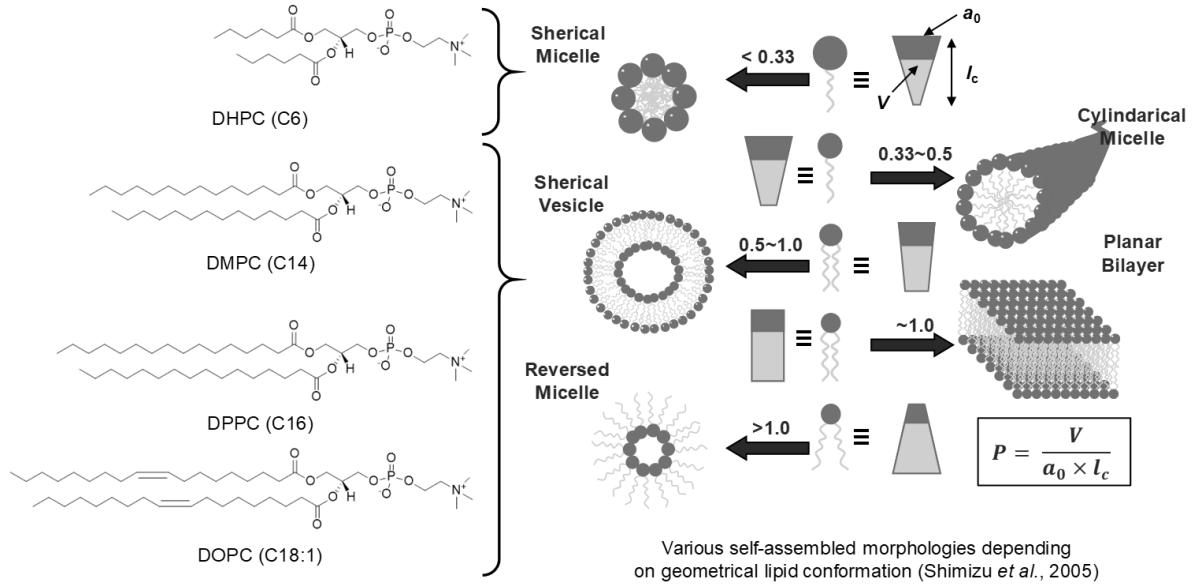 DHPC (C6)
DMPC (C14)
DPPC (C16)
DOPC (C18:1)
O
O
P
O
O
O⁻
N⁺
O
H
O
O
O
P
O
O
O⁻
N⁺
O
H
O
O
O
P
O
O
O⁻
N⁺
O
H
O
O
O
P
O
O
O⁻
N⁺
O
H
O
Sherical
Micelle
< 0.33
≡
a₀
V
l_c
≡
0.33~0.5
Cylindarical
Micelle
Sherical
Vesicle
0.5~1.0
≡
Planar
Bilayer
≡
~1.0
Reversed
Micelle
>1.0
≡
P = V / (a₀ × l_c)
Various self-assembled morphologies depending
on geometrical lipid conformation (Shimizu et al., 2005)